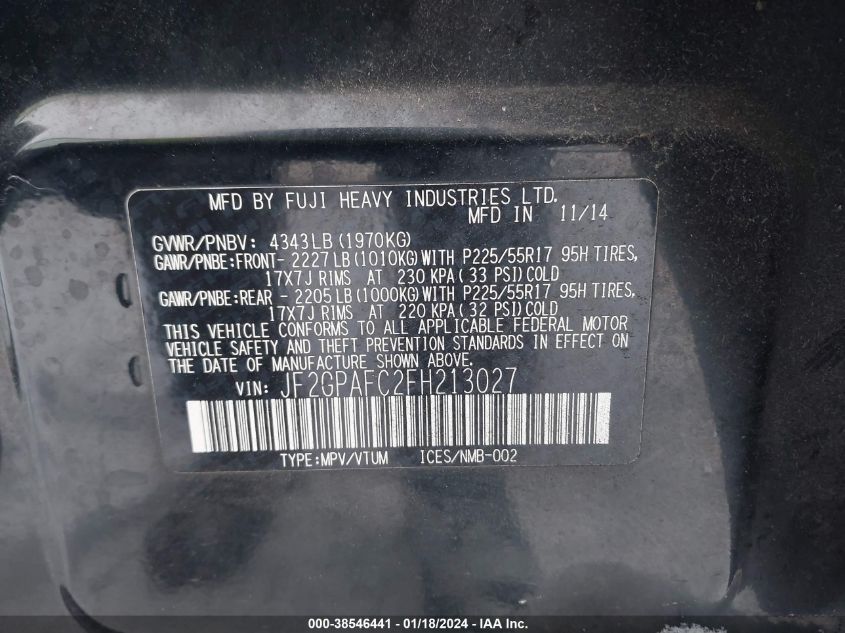 MFD BY FUJI HEAVY INDUSTRIES LTD.
MFD IN 11/14
GVWR/PNBV: 4343LB (1970KG)
GAWR/PNBE:FRONT- 2227LB (1010KG) WITH P225/55R17 95H TIRES,
17X7J RIMS AT 230 KPA( 33 PSI) COLD
GAWR/PNBE:REAR - 2205LB (1000KG) WITH P225/55R17 95H TIRES,
17X7J RIMS AT 220 KPA( 32 PSI) COLD
THIS VEHICLE CONFORMS TO ALL APPLICABLE FEDERAL MOTOR
VEHICLE SAFETY AND THEFT PREVENTION STANDARDS IN EFFECT ON
THE DATE OF MANUFACTURE SHOWN ABOVE.
VIN: JF2GPAFC2FH213027
TYPE:MPV/VTUM ICES/NMB-002
000-38546441 - 01/18/2024 - IAA Inc.